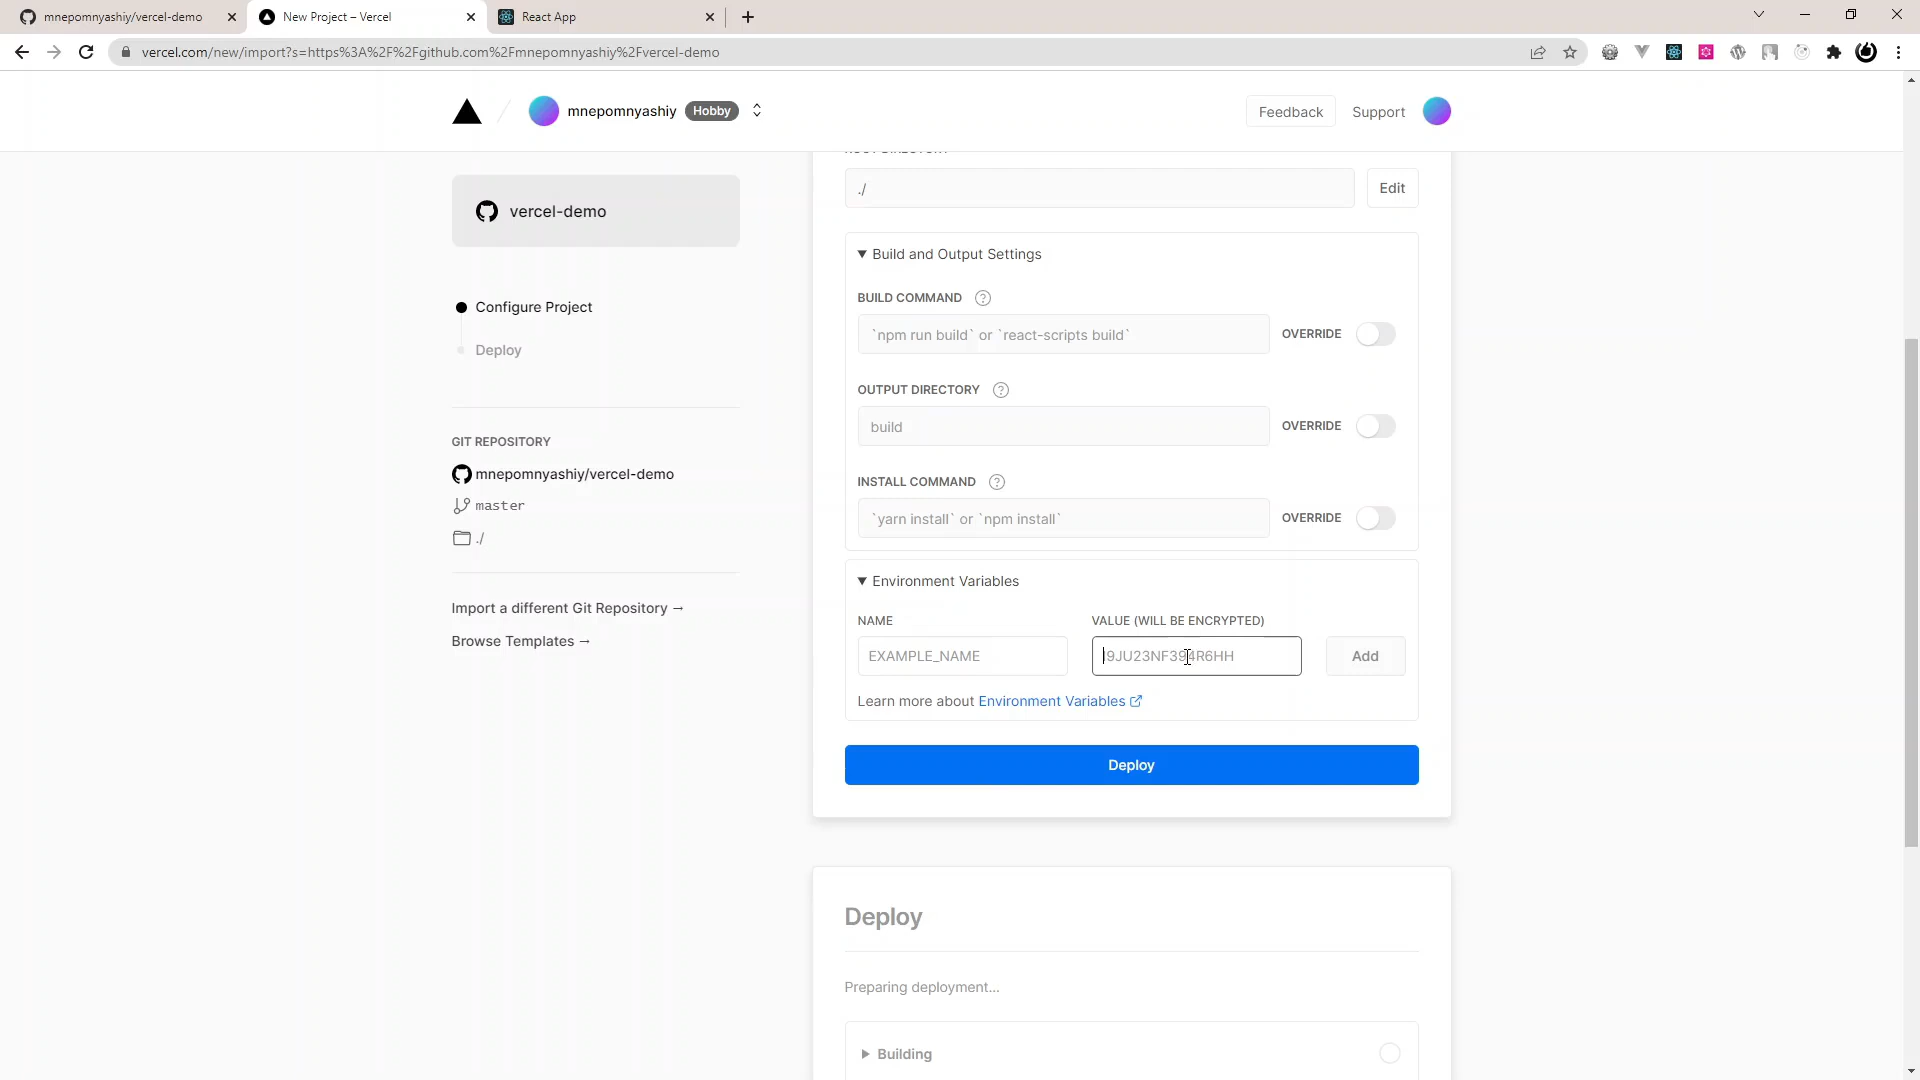 mnepomnyashiy/vercel-demo
New Project – Vercel
React App
vercel.com/new/import?s=https%3A%2F%2Fgithub.com%2Fmnepomnyashiy%2Fvercel-demo
mnepomnyashiy Hobby
Feedback Support
vercel-demo
Configure Project
Deploy
GIT REPOSITORY
mnepomnyashiy/vercel-demo
master
./
Import a different Git Repository →
Browse Templates →
ROOT DIRECTORY
./
Edit
Build and Output Settings
BUILD COMMAND ?
`npm run build` or `react-scripts build`
OVERRIDE
OUTPUT DIRECTORY ?
build
OVERRIDE
INSTALL COMMAND ?
`yarn install` or `npm install`
OVERRIDE
Environment Variables
NAME VALUE (WILL BE ENCRYPTED)
EXAMPLE_NAME I9JU23NF394R6HH Add
Learn more about Environment Variables
Deploy
Deploy
Preparing deployment...
Building